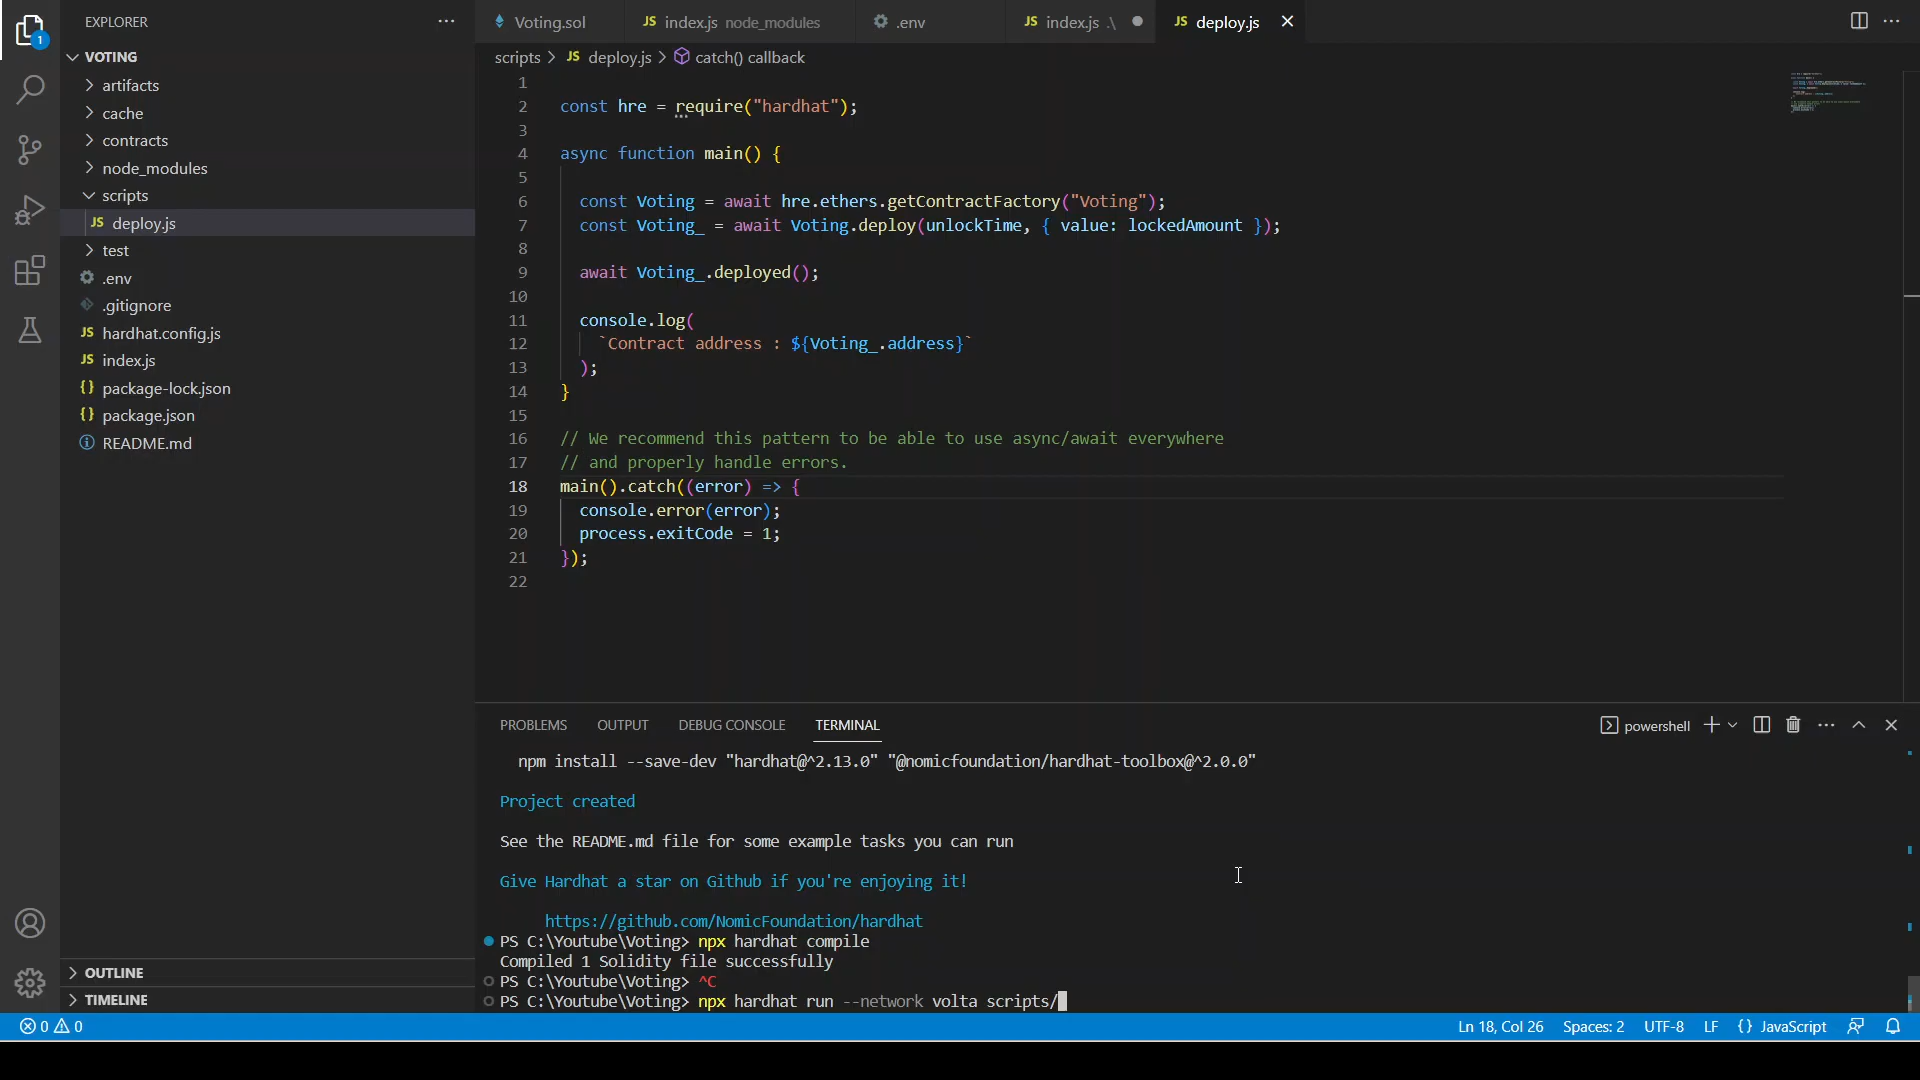 EXPLORER
VOTING
artifacts
cache
contracts
node_modules
scripts
JS deploy.js
test
.env
.gitignore
JS hardhat.config.js
JS index.js
{} package-lock.json
{} package.json
README.md
OUTLINE
TIMELINE
Voting.sol
JS index.js node_modules
.env
JS index.js .\
JS deploy.js
scripts > JS deploy.js > catch() callback
1
2 const hre = require("hardhat");
3
4 async function main() {
5
6 const Voting = await hre.ethers.getContractFactory("Voting");
7 const Voting_ = await Voting.deploy(unlockTime, { value: lockedAmount });
8
9 await Voting_.deployed();
10
11 console.log(
12 `Contract address : ${Voting_.address}`
13 );
14 }
15
16 // We recommend this pattern to be able to use async/await everywhere
17 // and properly handle errors.
18 main().catch((error) => {
19 console.error(error);
20 process.exitCode = 1;
21 });
22
PROBLEMS OUTPUT DEBUG CONSOLE TERMINAL
powershell
npm install --save-dev "hardhat@^2.13.0" "@nomicfoundation/hardhat-toolbox@^2.0.0"
Project created
See the README.md file for some example tasks you can run
Give Hardhat a star on Github if you're enjoying it!
https://github.com/NomicFoundation/hardhat
PS C:\Youtube\Voting> npx hardhat compile
Compiled 1 Solidity file successfully
PS C:\Youtube\Voting> ^C
PS C:\Youtube\Voting> npx hardhat run --network volta scripts/
1
0 0
Ln 18, Col 26 Spaces: 2 UTF-8 LF {} JavaScript